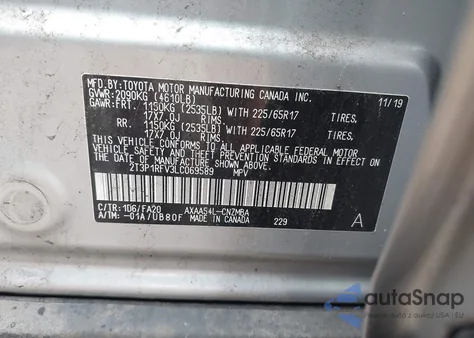 MFD.BY: TOYOTA MOTOR MANUFACTURING CANADA INC.
GVWR: 2090KG (4610LB) 11/19
GAWR: FRT. 1150KG (2535LB) WITH 225/65R17 TIRES,
17X7.0J RIMS,
RR. 1150KG (2535LB) WITH 225/65R17 TIRES,
17X7.0J RIMS,
THIS VEHICLE CONFORMS TO ALL APPLICABLE FEDERAL MOTOR
VEHICLE SAFETY, BUMPER, AND THEFT PREVENTION STANDARDS IN EFFECT
ON THE DATE OF MANUFACTURE SHOWN ABOVE.
2T3P1RFV3LC069589 MPV
C/TR: 1D6/FA20 AXAA54L-CNZMBA A
A/TM: -01A/UB80F 229
MADE IN CANADA
autaSnap